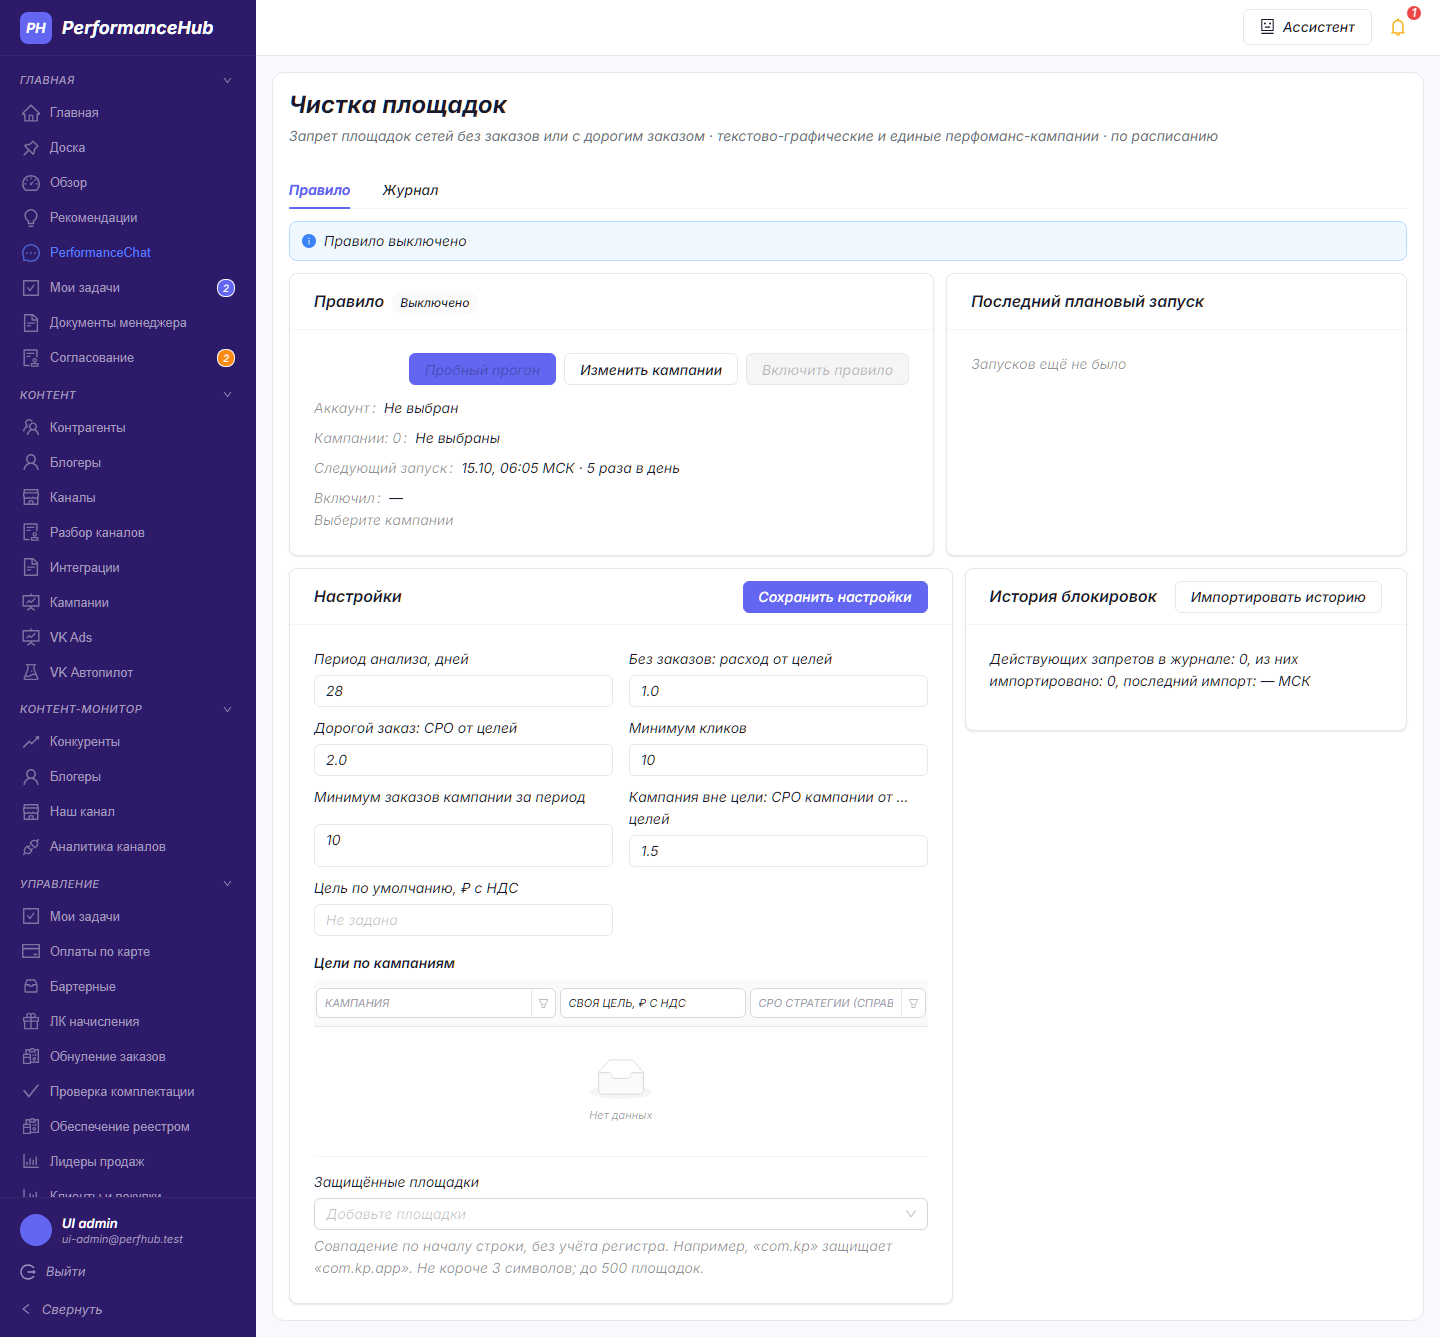 PH PerformanceHub
ГЛАВНАЯ
Главная
Доска
Обзор
Рекомендации
PerformanceChat
Мои задачи 2
Документы менеджера
Согласование 2
КОНТЕНТ
Контрагенты
Блогеры
Каналы
Разбор каналов
Интеграции
Кампании
VK Ads
VK Автопилот
КОНТЕНТ-МОНИТОР
Конкуренты
Блогеры
Наш канал
Аналитика каналов
УПРАВЛЕНИЕ
Мои задачи
Оплаты по карте
Бартерные
ЛК начисления
Обнуление заказов
Проверка комплектации
Обеспечение реестром
Лидеры продаж
Клиенты и покупки
UI admin
ui-admin@perfhub.test
Выйти
Свернуть
Ассистент 1
Чистка площадок
Запрет площадок сетей без заказов или с дорогим заказом · текстово-графические и единые перфоманс-кампании · по расписанию
Правило Журнал
Правило выключено
Правило Выключено
Пробный прогон Изменить кампании Включить правило
Аккаунт: Не выбран
Кампании: 0: Не выбраны
Следующий запуск: 15.10, 06:05 МСК · 5 раза в день
Включил: —
Выберите кампании
Последний плановый запуск
Запусков ещё не было
Настройки Сохранить настройки
Период анализа, дней Без заказов: расход от целей
28 1.0
Дорогой заказ: CPO от целей Минимум кликов
2.0 10
Минимум заказов кампании за период Кампания вне цели: CPO кампании от ...
целей
10 1.5
Цель по умолчанию, ₽ с НДС
Не задана
Цели по кампаниям
КАМПАНИЯ СВОЯ ЦЕЛЬ, ₽ С НДС CPO СТРАТЕГИИ (СПРАВ
Нет данных
Защищённые площадки
Добавьте площадки
Совпадение по началу строки, без учёта регистра. Например, «com.kp» защищает
«com.kp.app». Не короче 3 символов; до 500 площадок.
История блокировок Импортировать историю
Действующих запретов в журнале: 0, из них
импортировано: 0, последний импорт: — МСК